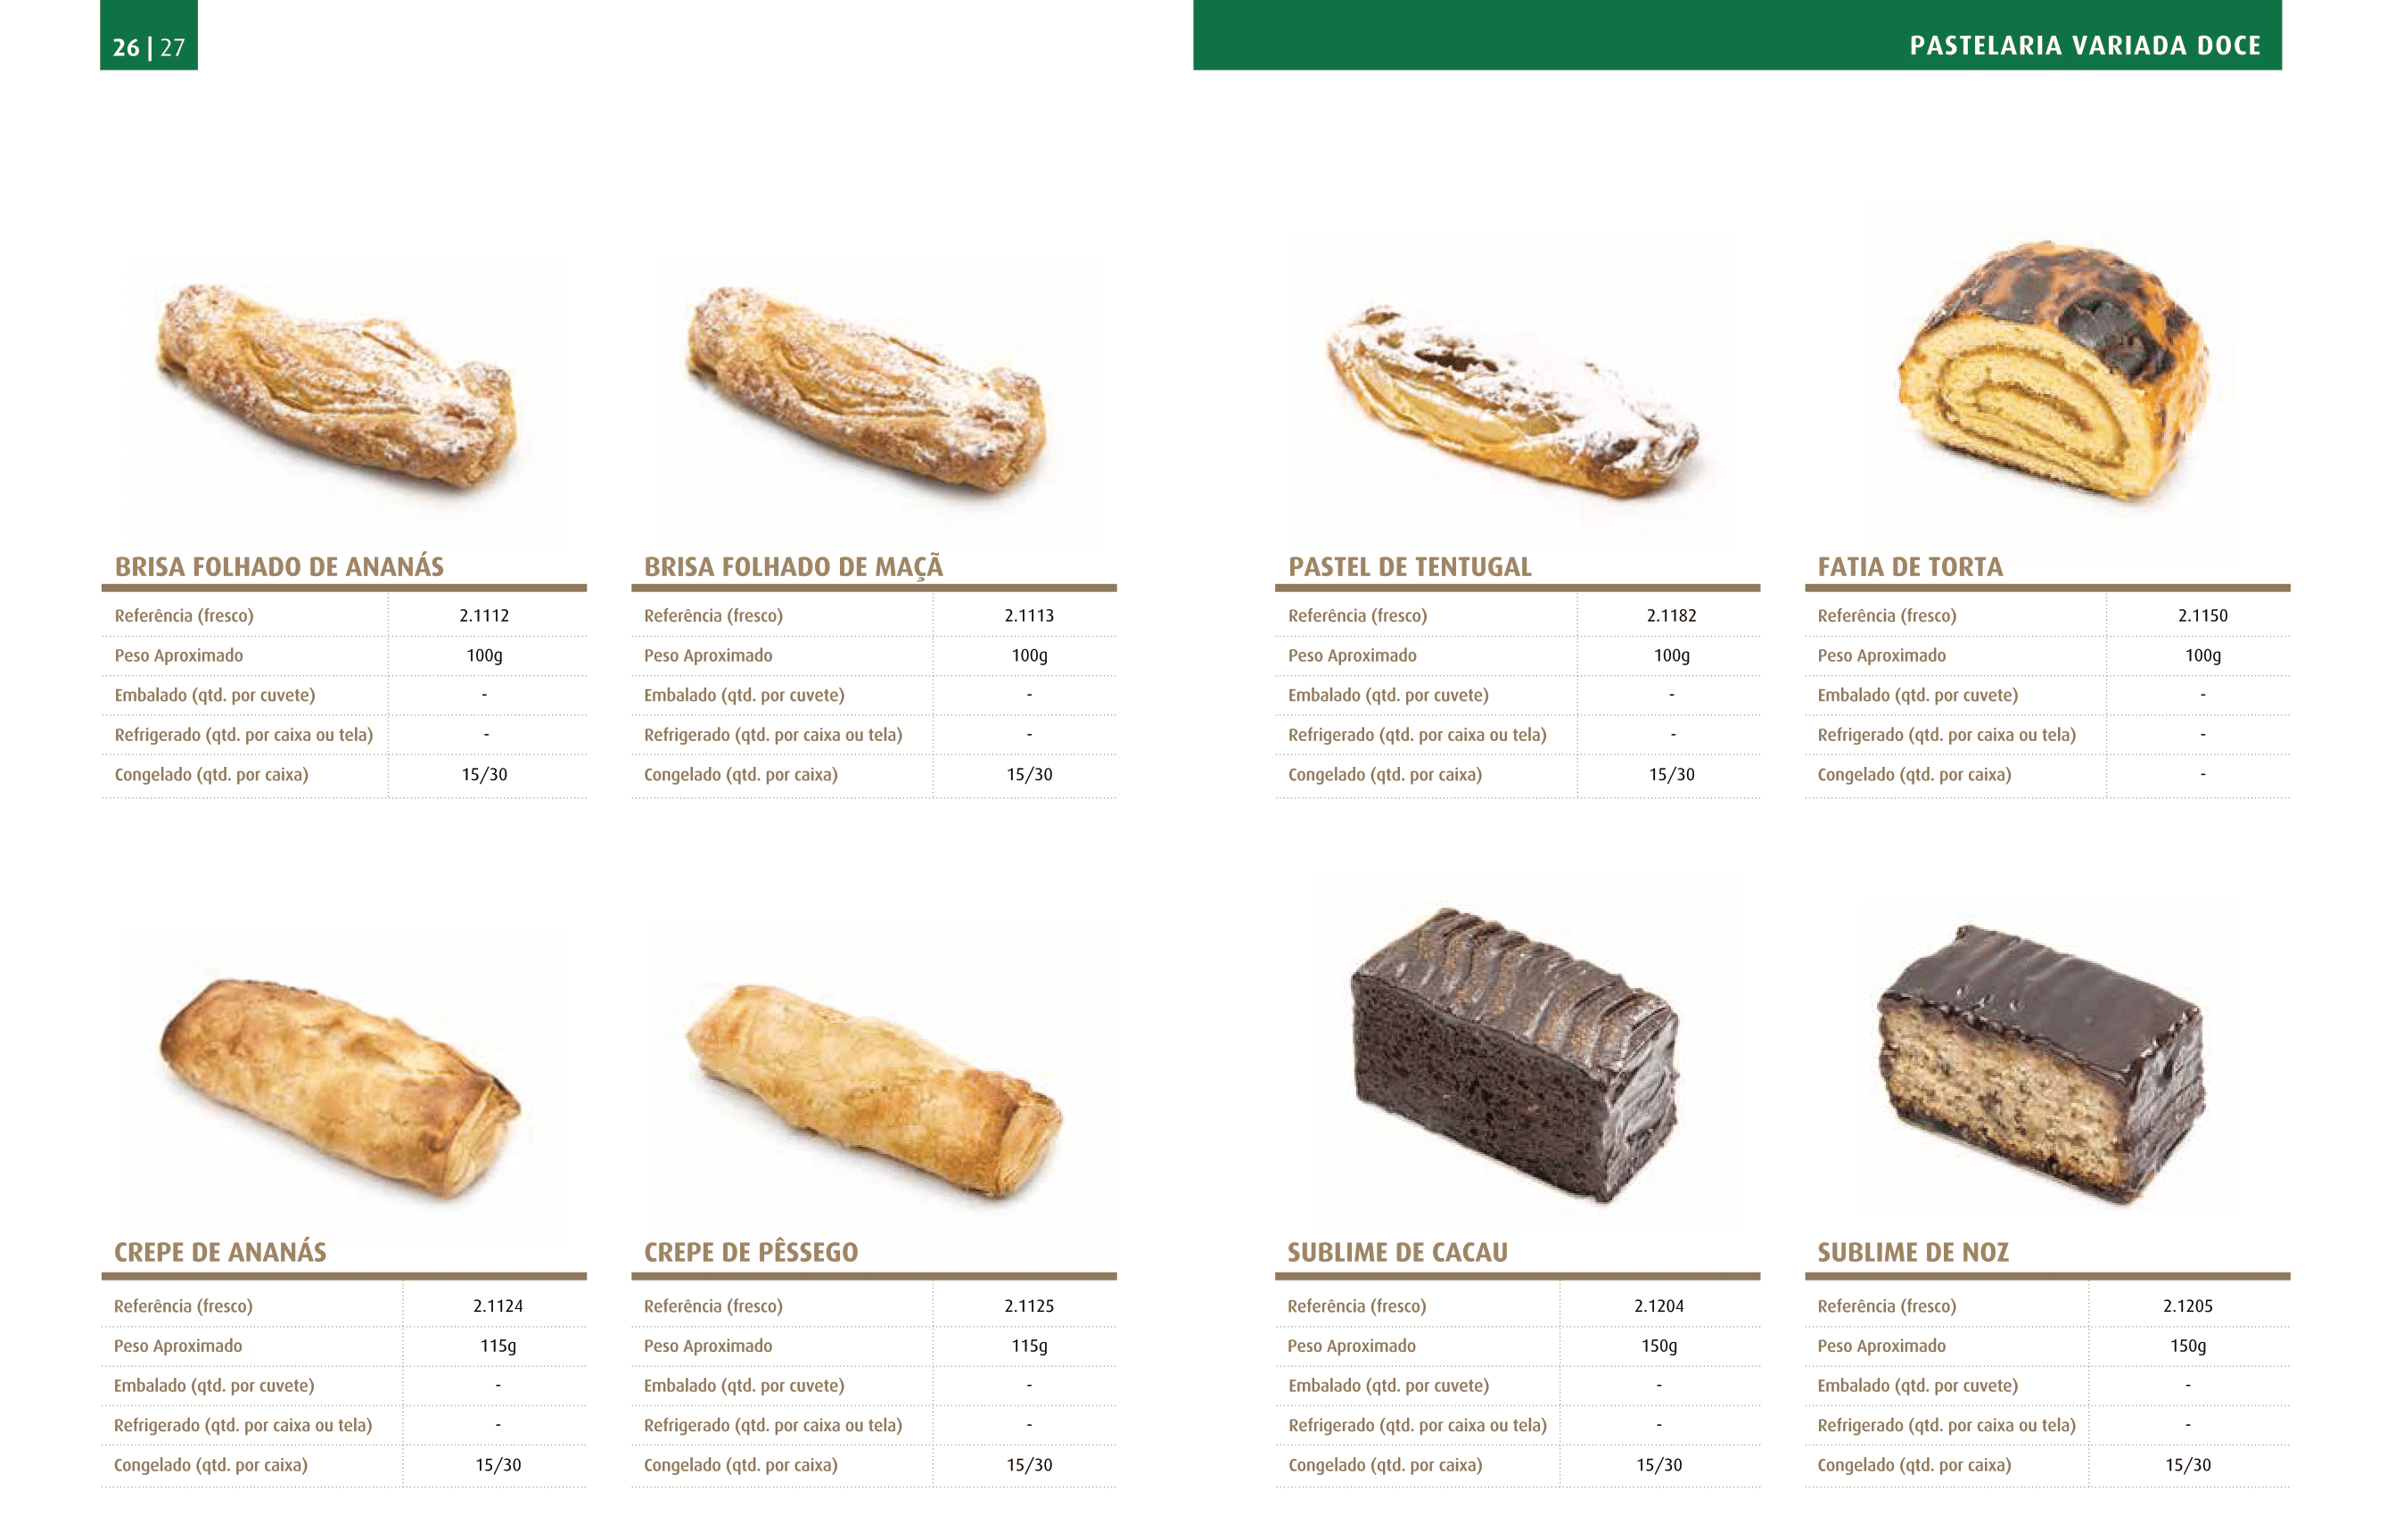 26 | 27
PASTELARIA VARIADA DOCE
BRISA FOLHADO DE ANANÁS
Referência (fresco) 2.1112
Peso Aproximado 100g
Embalado (qtd. por cuvete) -
Refrigerado (qtd. por caixa ou tela) -
Congelado (qtd. por caixa) 15/30
BRISA FOLHADO DE MAÇÃ
Referência (fresco) 2.1113
Peso Aproximado 100g
Embalado (qtd. por cuvete) -
Refrigerado (qtd. por caixa ou tela) -
Congelado (qtd. por caixa) 15/30
PASTEL DE TENTUGAL
Referência (fresco) 2.1182
Peso Aproximado 100g
Embalado (qtd. por cuvete) -
Refrigerado (qtd. por caixa ou tela) -
Congelado (qtd. por caixa) 15/30
FATIA DE TORTA
Referência (fresco) 2.1150
Peso Aproximado 100g
Embalado (qtd. por cuvete) -
Refrigerado (qtd. por caixa ou tela) -
Congelado (qtd. por caixa) -
CREPE DE ANANÁS
Referência (fresco) 2.1124
Peso Aproximado 115g
Embalado (qtd. por cuvete) -
Refrigerado (qtd. por caixa ou tela) -
Congelado (qtd. por caixa) 15/30
CREPE DE PÊSSEGO
Referência (fresco) 2.1125
Peso Aproximado 115g
Embalado (qtd. por cuvete) -
Refrigerado (qtd. por caixa ou tela) -
Congelado (qtd. por caixa) 15/30
SUBLIME DE CACAU
Referência (fresco) 2.1204
Peso Aproximado 150g
Embalado (qtd. por cuvete) -
Refrigerado (qtd. por caixa ou tela) -
Congelado (qtd. por caixa) 15/30
SUBLIME DE NOZ
Referência (fresco) 2.1205
Peso Aproximado 150g
Embalado (qtd. por cuvete) -
Refrigerado (qtd. por caixa ou tela) -
Congelado (qtd. por caixa) 15/30